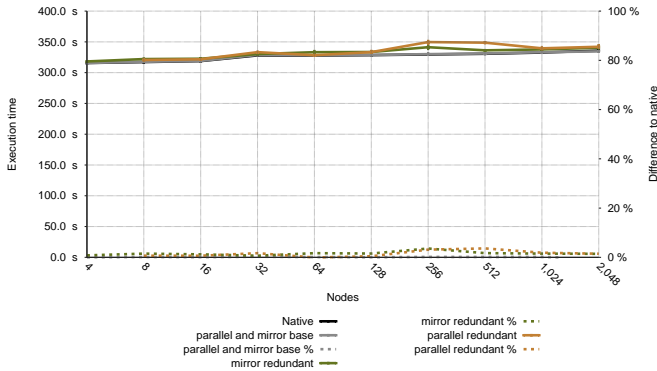 400.0 s
350.0 s
300.0 s
250.0 s
200.0 s
150.0 s
100.0 s
50.0 s
0.0 s
Execution time
100 %
80 %
60 %
40 %
20 %
0 %
Difference to native
4
8
16
32
64
128
256
512
1,024
2,048
Nodes
Native
parallel and mirror base
parallel and mirror base %
mirror redundant
mirror redundant %
parallel redundant
parallel redundant %